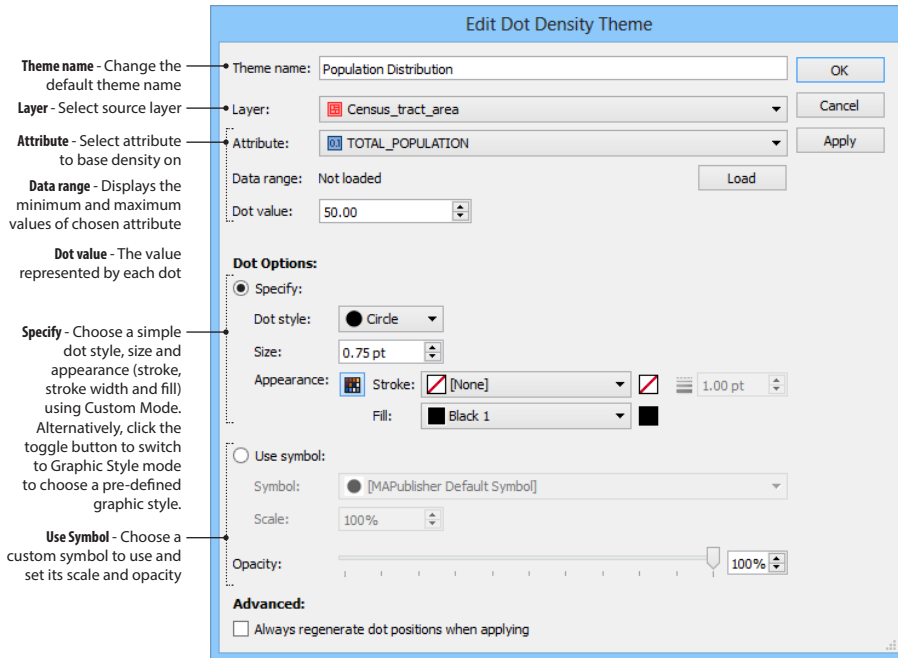 Edit Dot Density Theme
Theme name - Change the
default theme name
Layer - Select source layer
Attribute - Select attribute
to base density on
Data range - Displays the
minimum and maximum
values of chosen attribute
Dot value - The value
represented by each dot
Specify - Choose a simple
dot style, size and
appearance (stroke,
stroke width and fill)
using Custom Mode.
Alternatively, click the
toggle button to switch
to Graphic Style mode
to choose a pre-defined
graphic style.
Use Symbol - Choose a
custom symbol to use and
set its scale and opacity
Theme name: Population Distribution OK
Layer: Census_tract_area Cancel
Attribute: 0.1 TOTAL_POPULATION Apply
Data range: Not loaded Load
Dot value: 50.00
Dot Options:
Specify:
Dot style: Circle
Size: 0.75 pt
Appearance: Stroke: [None] 1.00 pt
Fill: Black 1
Use symbol:
Symbol: [MAPublisher Default Symbol]
Scale: 100%
Opacity: 100%
Advanced:
Always regenerate dot positions when applying